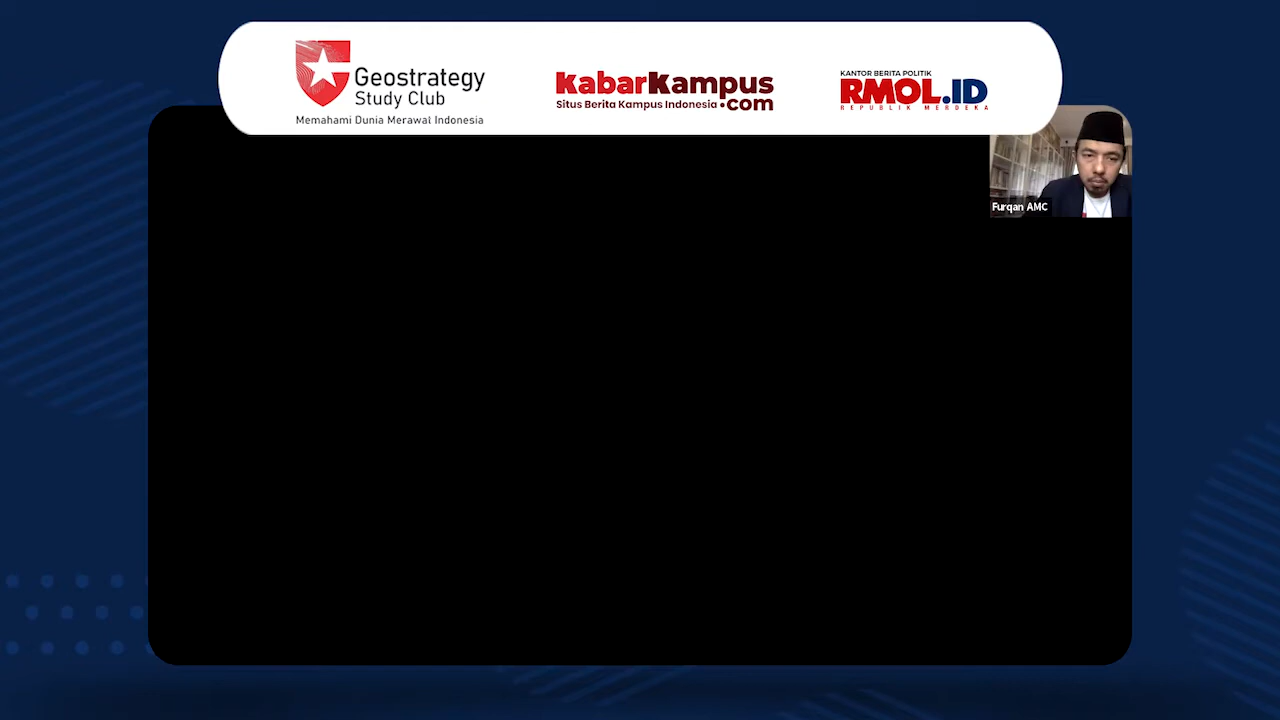 Geostrategy
Study Club
Memahami Dunia Merawat Indonesia
KabarKampus
Situs Berita Kampus Indonesia .com
KANTOR BERITA POLITIK
RMOL.ID
REPUBLIK MERDEKA
Furqan AMC